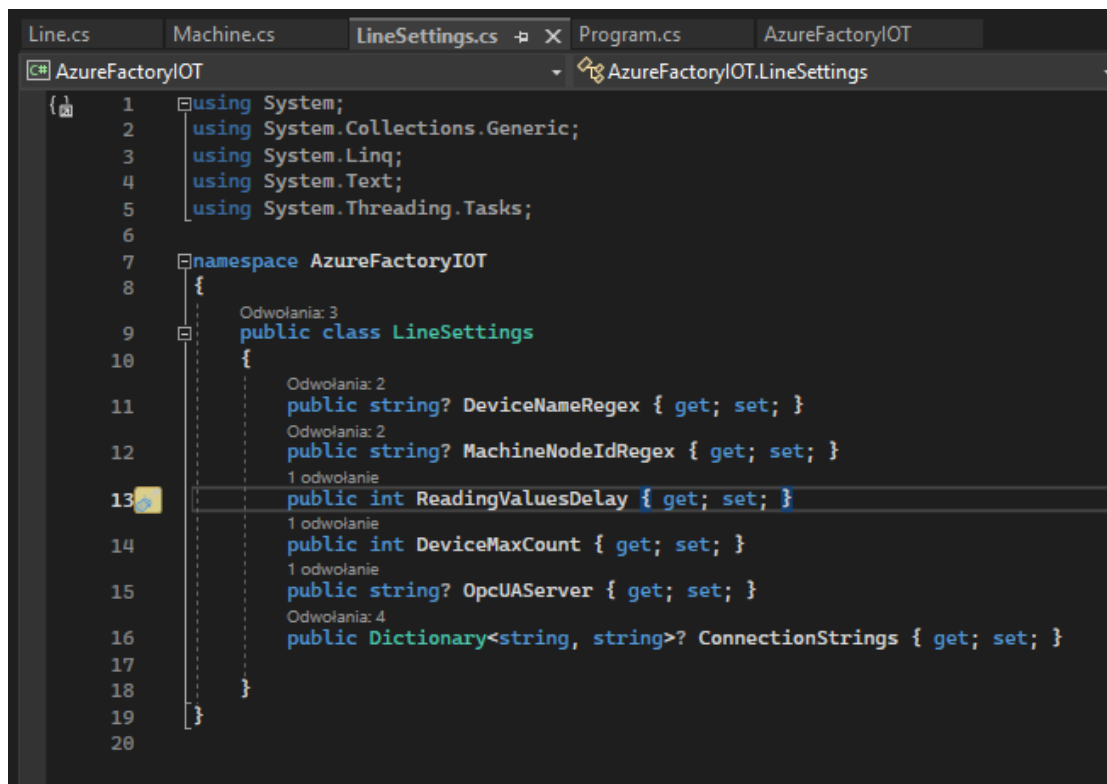 Line.cs Machine.cs LineSettings.cs Program.cs AzureFactoryIOT
C# AzureFactoryIOT AzureFactoryIOT.LineSettings
1 using System;
2 using System.Collections.Generic;
3 using System.Linq;
4 using System.Text;
5 using System.Threading.Tasks;
6
7 namespace AzureFactoryIOT
8 {
Odwołania: 3
9 public class LineSettings
10 {
Odwołania: 2
11 public string? DeviceNameRegex { get; set; }
Odwołania: 2
12 public string? MachineNodeIdRegex { get; set; }
1 odwołanie
13 public int ReadingValuesDelay { get; set; }
1 odwołanie
14 public int DeviceMaxCount { get; set; }
1 odwołanie
15 public string? OpcUAServer { get; set; }
Odwołania: 4
16 public Dictionary<string, string>? ConnectionStrings { get; set; }
17
18 }
19 }
20